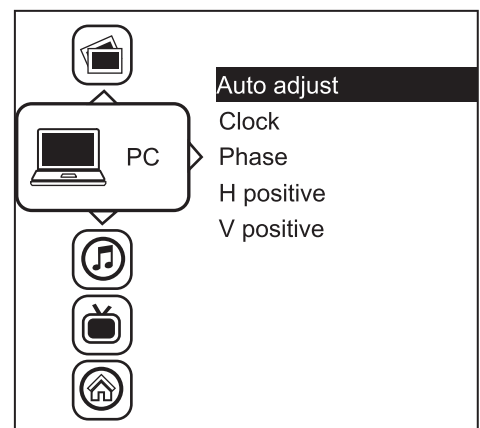 Auto adjust
Clock
PC
Phase
H positive
V positive